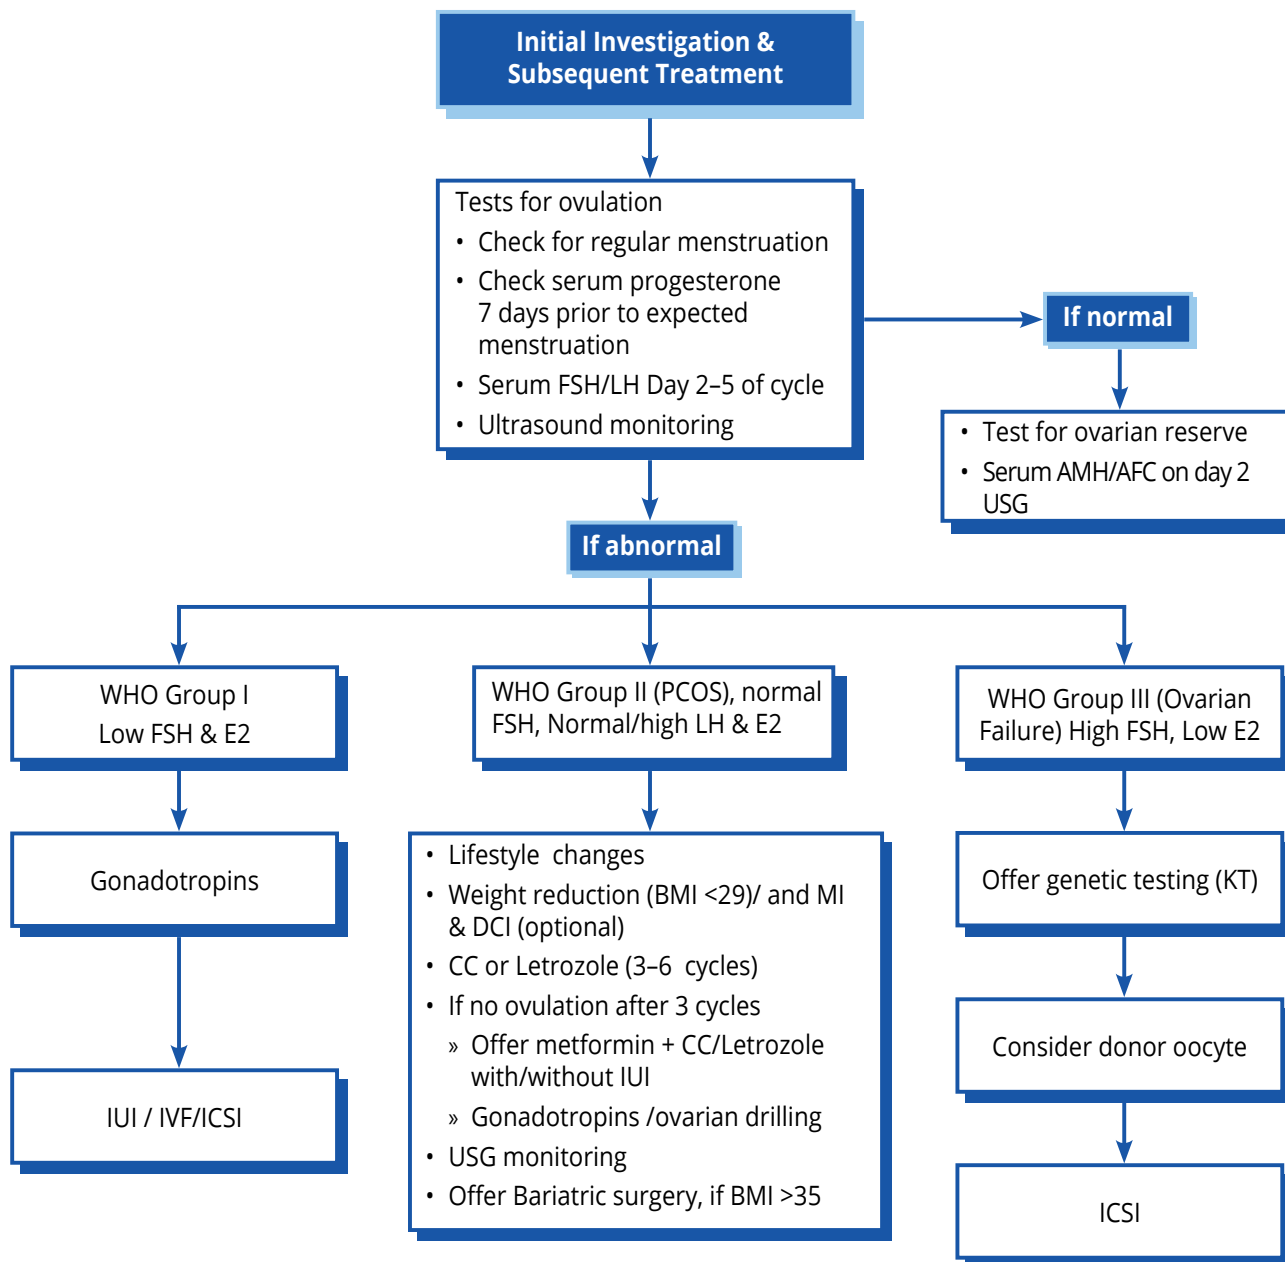 Initial Investigation &
Subsequent Treatment
Tests for ovulation
• Check for regular menstruation
• Check serum progesterone
7 days prior to expected
menstruation
• Serum FSH/LH Day 2–5 of cycle
• Ultrasound monitoring
If normal
• Test for ovarian reserve
• Serum AMH/AFC on day 2
USG
If abnormal
WHO Group I
Low FSH & E2
Gonadotropins
IUI / IVF/ICSI
WHO Group II (PCOS), normal
FSH, Normal/high LH & E2
• Lifestyle changes
• Weight reduction (BMI <29)/ and MI
& DCI (optional)
• CC or Letrozole (3–6 cycles)
• If no ovulation after 3 cycles
» Offer metformin + CC/Letrozole
with/without IUI
» Gonadotropins /ovarian drilling
• USG monitoring
• Offer Bariatric surgery, if BMI >35
WHO Group III (Ovarian
Failure) High FSH, Low E2
Offer genetic testing (KT)
Consider donor oocyte
ICSI